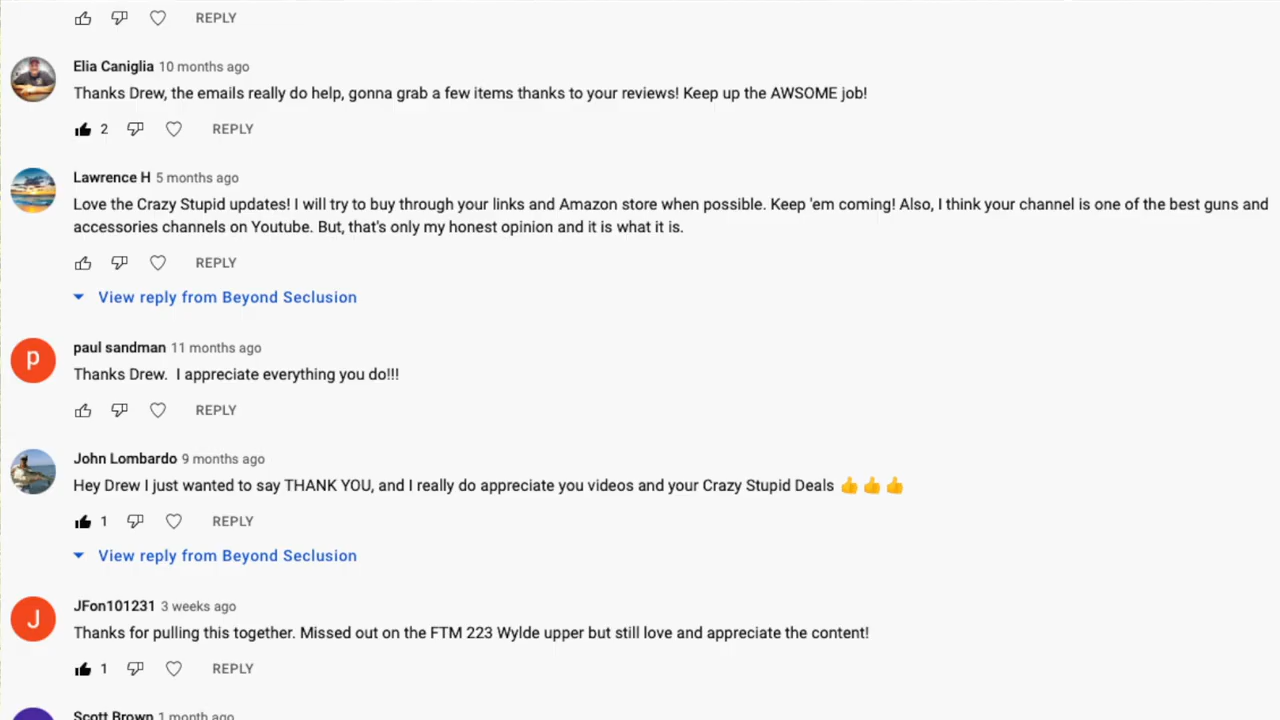 REPLY
Elia Caniglia 10 months ago
Thanks Drew, the emails really do help, gonna grab a few items thanks to your reviews! Keep up the AWSOME job!
2 REPLY
Lawrence H 5 months ago
Love the Crazy Stupid updates! I will try to buy through your links and Amazon store when possible. Keep 'em coming! Also, I think your channel is one of the best guns and
accessories channels on Youtube. But, that's only my honest opinion and it is what it is.
REPLY
View reply from Beyond Seclusion
p
paul sandman 11 months ago
Thanks Drew.  I appreciate everything you do!!!
REPLY
John Lombardo 9 months ago
Hey Drew I just wanted to say THANK YOU, and I really do appreciate you videos and your Crazy Stupid Deals 👍 👍 👍
1 REPLY
View reply from Beyond Seclusion
J
JFon101231 3 weeks ago
Thanks for pulling this together. Missed out on the FTM 223 Wylde upper but still love and appreciate the content!
1 REPLY
Scott Brown 1 month ago